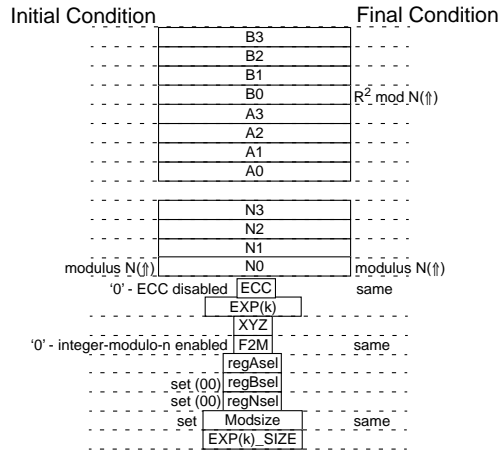 Initial Condition Final Condition
B3
B2
B1
B0 R² mod N(⇑)
A3
A2
A1
A0
N3
N2
N1
modulus N(⇑) N0 modulus N(⇑)
‘0’ - ECC disabled ECC same
EXP(k)
XYZ
‘0’ - integer-modulo-n enabled F2M same
regAsel
set (00) regBsel
set (00) regNsel
set Modsize same
EXP(k)_SIZE